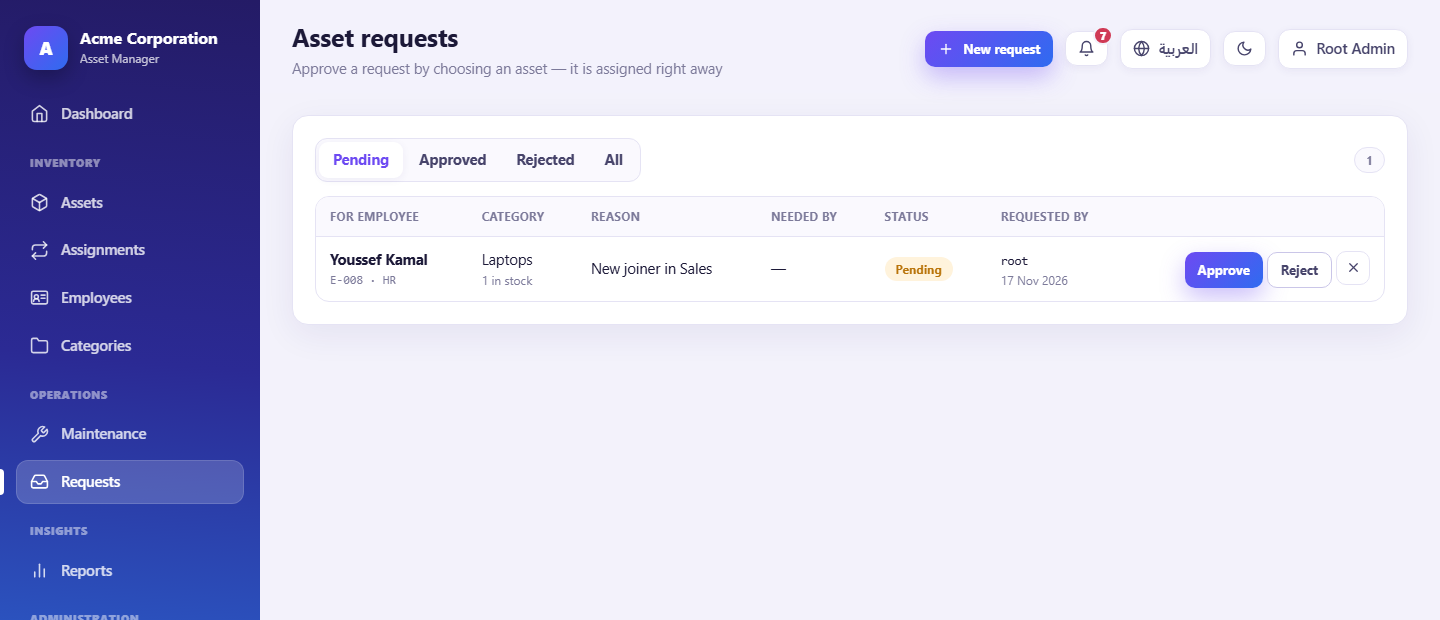 A
Acme Corporation
Asset Manager
Dashboard
INVENTORY
Assets
Assignments
Employees
Categories
OPERATIONS
Maintenance
Requests
INSIGHTS
Reports
ADMINISTRATION
Asset requests
Approve a request by choosing an asset — it is assigned right away
+ New request
7
العربية
Root Admin
Pending Approved Rejected All
1
FOR EMPLOYEE CATEGORY REASON NEEDED BY STATUS REQUESTED BY
Youssef Kamal Laptops New joiner in Sales — Pending root Approve Reject ×
E-008 · HR 1 in stock 17 Nov 2026